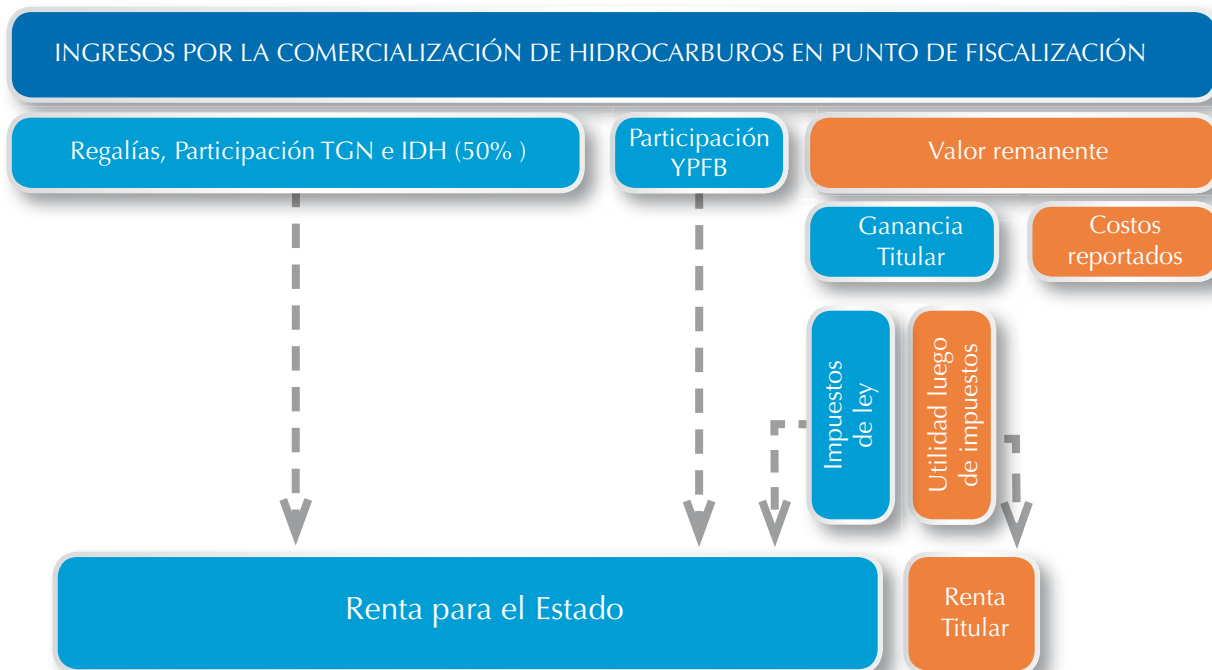 INGRESOS POR LA COMERCIALIZACIÓN DE HIDROCARBUROS EN PUNTO DE FISCALIZACIÓN
Regalías, Participación TGN e IDH (50% )
Participación
YPFB
Valor remanente
Ganancia
Titular
Costos
reportados
Impuestos
de ley
Utilidad luego
de impuestos
Renta para el Estado
Renta
Titular